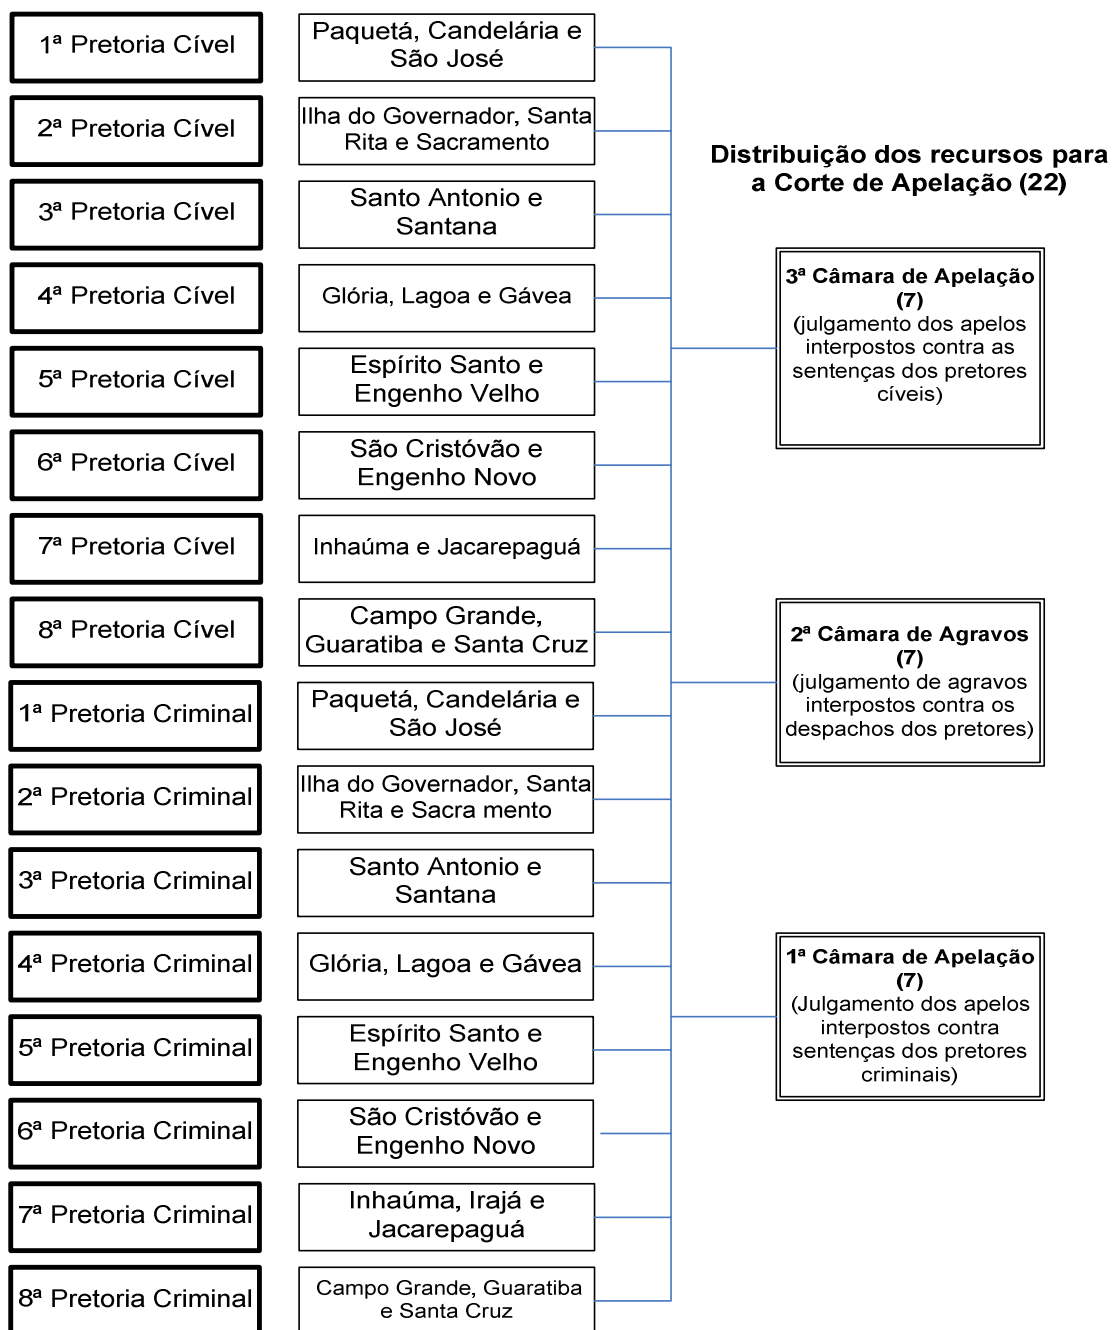 1ª Pretoria Cível
Paquetá, Candelária e
São José
2ª Pretoria Cível
Ilha do Governador, Santa
Rita e Sacramento
3ª Pretoria Cível
Santo Antonio e
Santana
4ª Pretoria Cível
Glória, Lagoa e Gávea
5ª Pretoria Cível
Espírito Santo e
Engenho Velho
6ª Pretoria Cível
São Cristóvão e
Engenho Novo
7ª Pretoria Cível
Inhaúma e Jacarepaguá
8ª Pretoria Cível
Campo Grande,
Guaratiba e Santa Cruz
1ª Pretoria Criminal
Paquetá, Candelária e
São José
2ª Pretoria Criminal
Ilha do Governador, Santa
Rita e Sacra mento
3ª Pretoria Criminal
Santo Antonio e
Santana
4ª Pretoria Criminal
Glória, Lagoa e Gávea
5ª Pretoria Criminal
Espírito Santo e
Engenho Velho
6ª Pretoria Criminal
São Cristóvão e
Engenho Novo
7ª Pretoria Criminal
Inhaúma, Irajá e
Jacarepaguá
8ª Pretoria Criminal
Campo Grande, Guaratiba
e Santa Cruz
Distribuição dos recursos para
a Corte de Apelação (22)
3ª Câmara de Apelação
(7)
(julgamento dos apelos
interpostos contra as
sentenças dos pretores
cíveis)
2ª Câmara de Agravos
(7)
(julgamento de agravos
interpostos contra os
despachos dos pretores)
1ª Câmara de Apelação
(7)
(Julgamento dos apelos
interpostos contra
sentenças dos pretores
criminais)